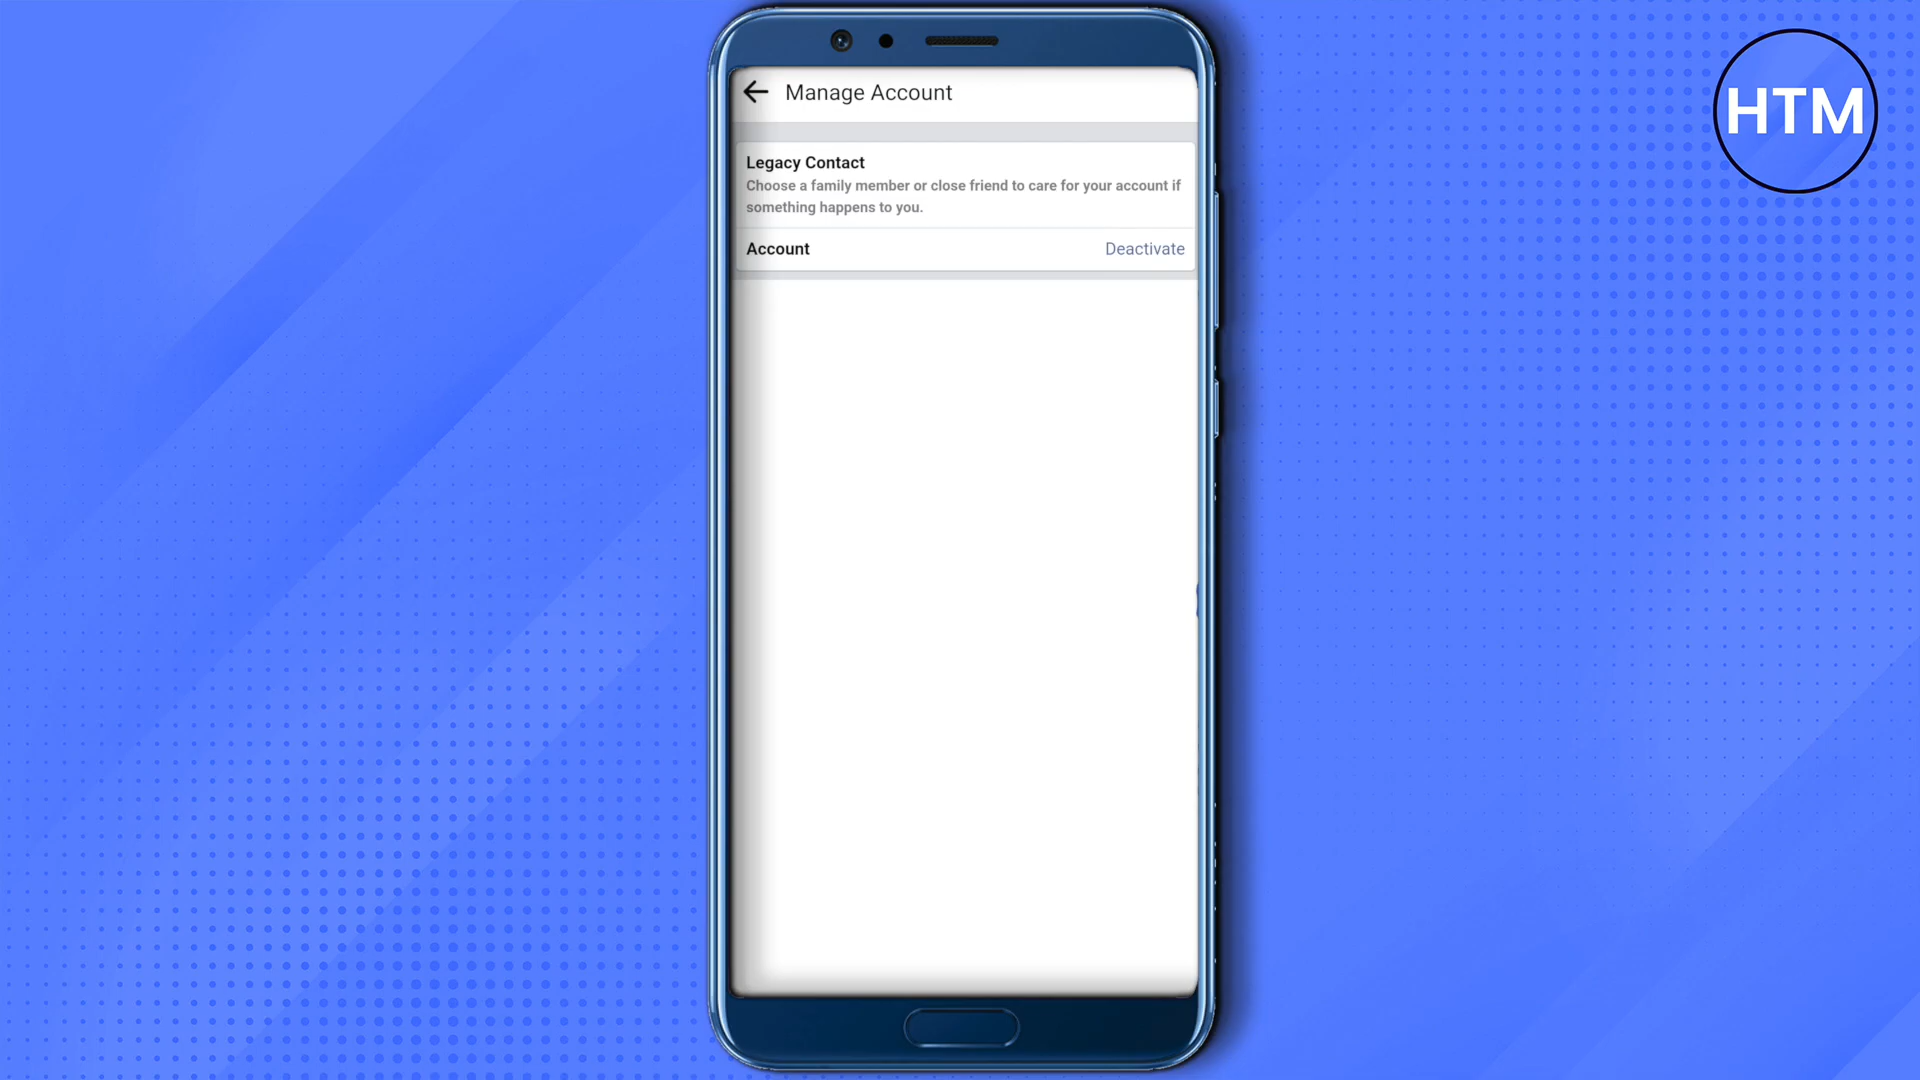 HTM
Manage Account
Legacy Contact
Choose a family member or close friend to care for your account if
something happens to you.
Account Deactivate